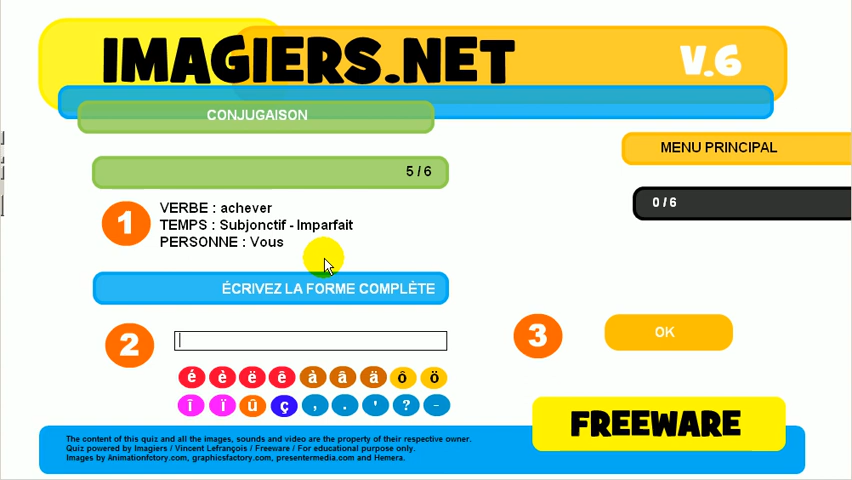 IMAGIERS.NET
V.6
CONJUGAISON
MENU PRINCIPAL
5 / 6
0 / 6
1
VERBE : achever
TEMPS : Subjonctif - Imparfait
PERSONNE : Vous
ÉCRIVEZ LA FORME COMPLÈTE
2
3
OK
é è ë ê à â ä ô ö
î ï û ç , . ' ? -
FREEWARE
The content of this quiz and all the images, sounds and video are the property of their respective owner.
Quiz powered by Imagiers / Vincent Lefrançois / Freeware / For educational purpose only.
Images by Animationfctory.com, graphicsfactory.com, presentermedia.com and Hemera.